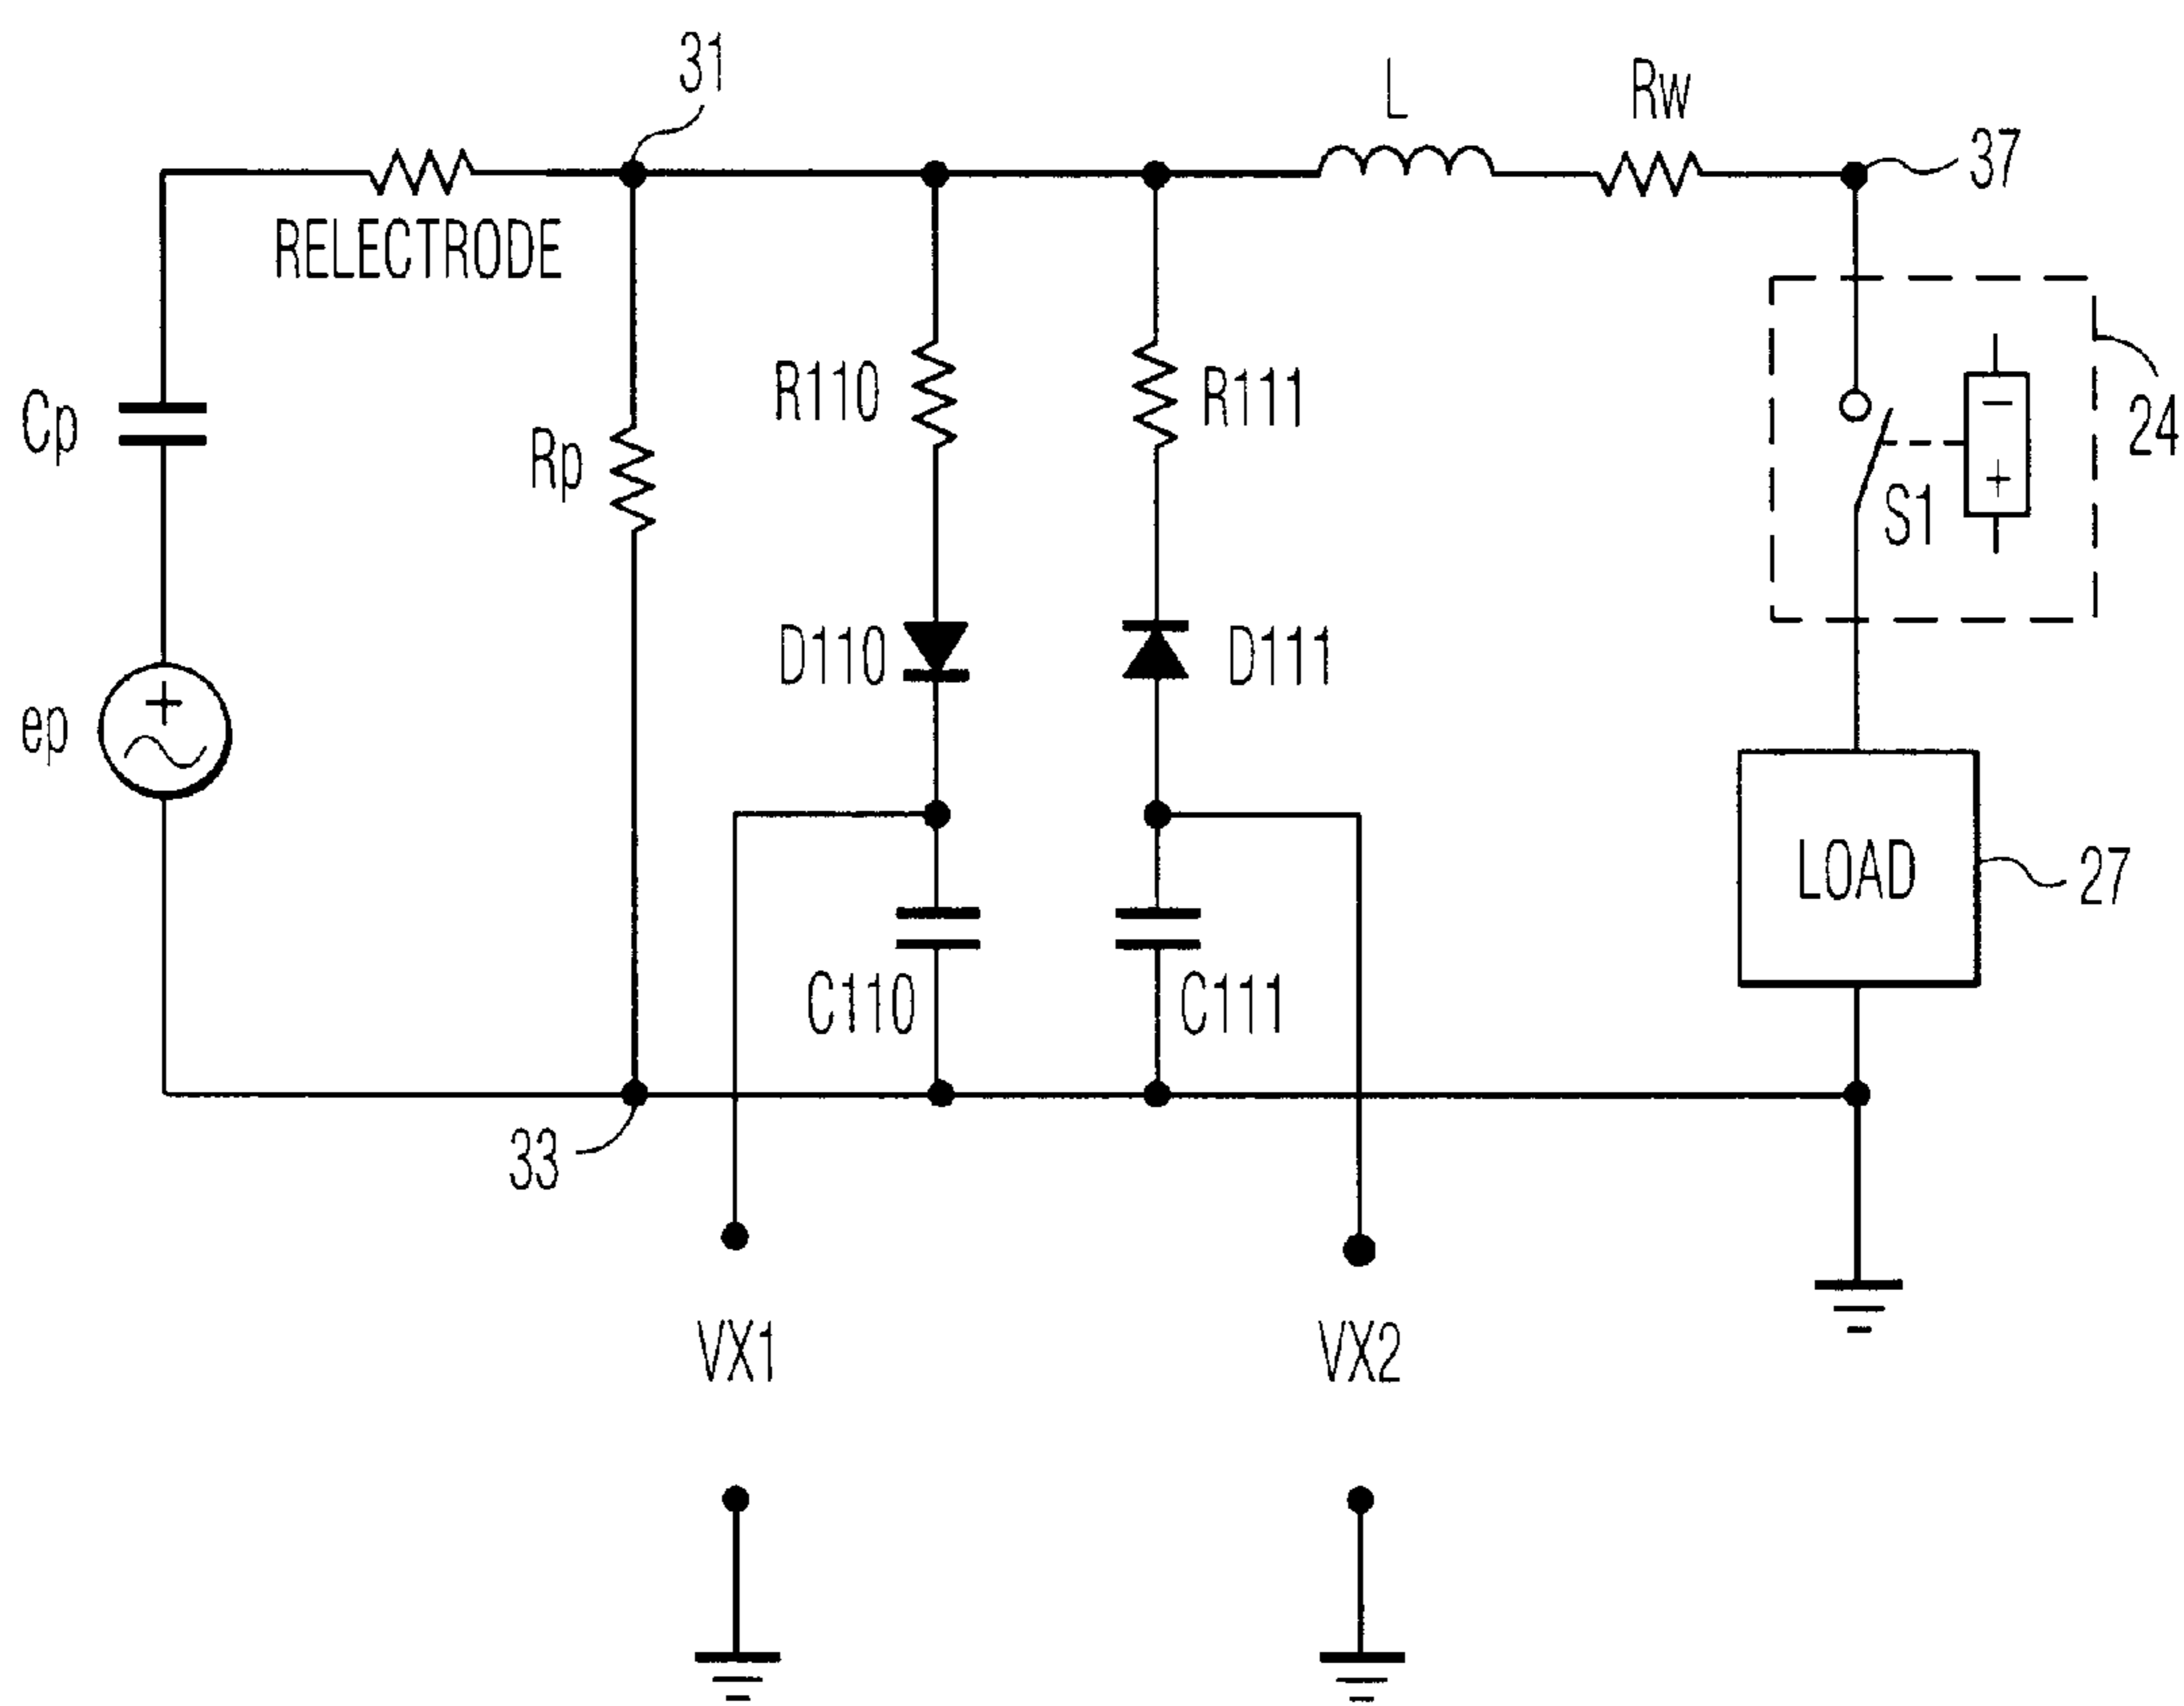 31
L
Rw
37
RELECTRODE
Cp
R110
R111
24
Rp
S1
−
+
D110
D111
ep
+
LOAD
27
C110
C111
33
VX1
VX2